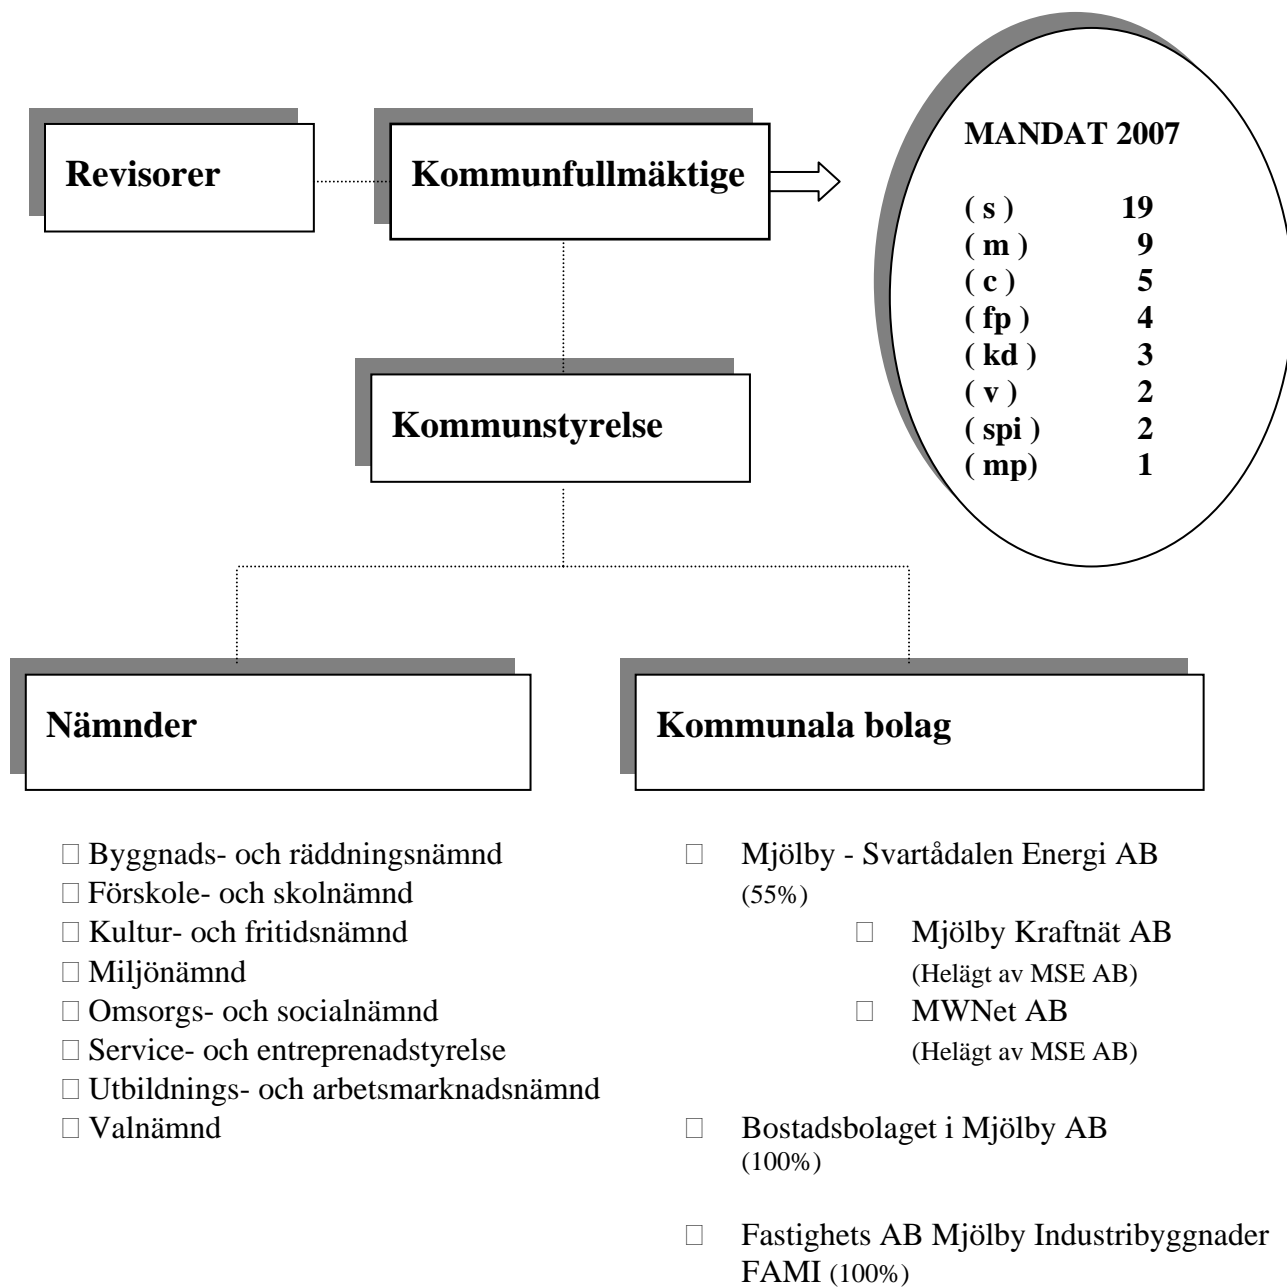 Revisorer
Kommunfullmäktige
MANDAT 2007
( s ) 19
( m ) 9
( c ) 5
( fp ) 4
( kd ) 3
( v ) 2
( spi ) 2
( mp) 1
Kommunstyrelse
Nämnder
Byggnads- och räddningsnämnd
Förskole- och skolnämnd
Kultur- och fritidsnämnd
Miljönämnd
Omsorgs- och socialnämnd
Service- och entreprenadstyrelse
Utbildnings- och arbetsmarknadsnämnd
Valnämnd
Kommunala bolag
Mjölby - Svartådalen Energi AB
(55%)
Mjölby Kraftnät AB
(Helägt av MSE AB)
MWNet AB
(Helägt av MSE AB)
Bostadsbolaget i Mjölby AB
(100%)
Fastighets AB Mjölby Industribyggnader
FAMI (100%)